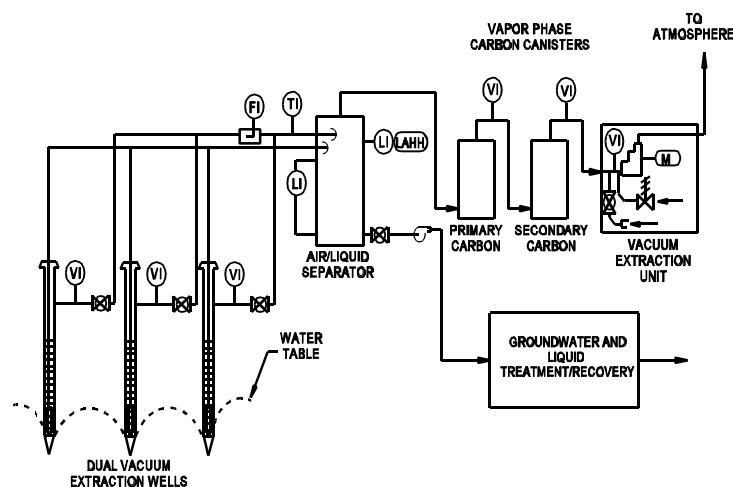 TO
ATMOSPHERE
VAPOR PHASE
CARBON CANISTERS
VI
VI
FI
TI
VI
LI
LAHH
M
LI
PRIMARY
CARBON
SECONDARY
CARBON
VACUUM
EXTRACTION
UNIT
AIR/LIQUID
SEPARATOR
VI
VI
VI
WATER
TABLE
GROUNDWATER AND
LIQUID
TREATMENT/RECOVERY
DUAL VACUUM
EXTRACTION WELLS